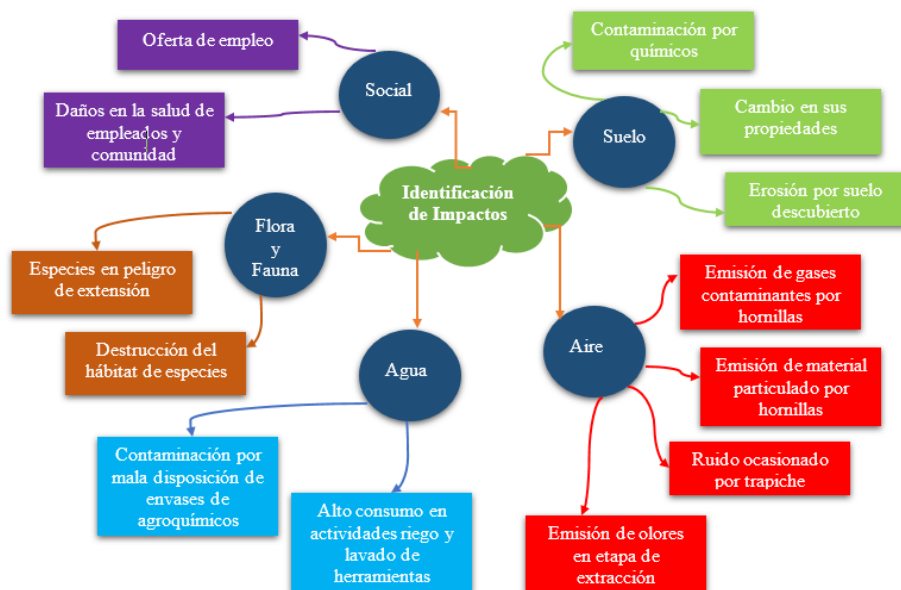 Identificación
de Impactos
Social
Oferta de empleo
Daños en la salud de
empleados y
comunidad
Suelo
Contaminación por
químicos
Cambio en sus
propiedades
Erosión por suelo
descubierto
Flora
y
Fauna
Especies en peligro
de extensión
Destrucción del
hábitat de especies
Agua
Contaminación por
mala disposición de
envases de
agroquímicos
Alto consumo en
actividades riego y
lavado de
herramientas
Aire
Emisión de gases
contaminantes por
hornillas
Emisión de material
particulado por
hornillas
Ruido ocasionado
por trapiche
Emisión de olores
en etapa de
extracción